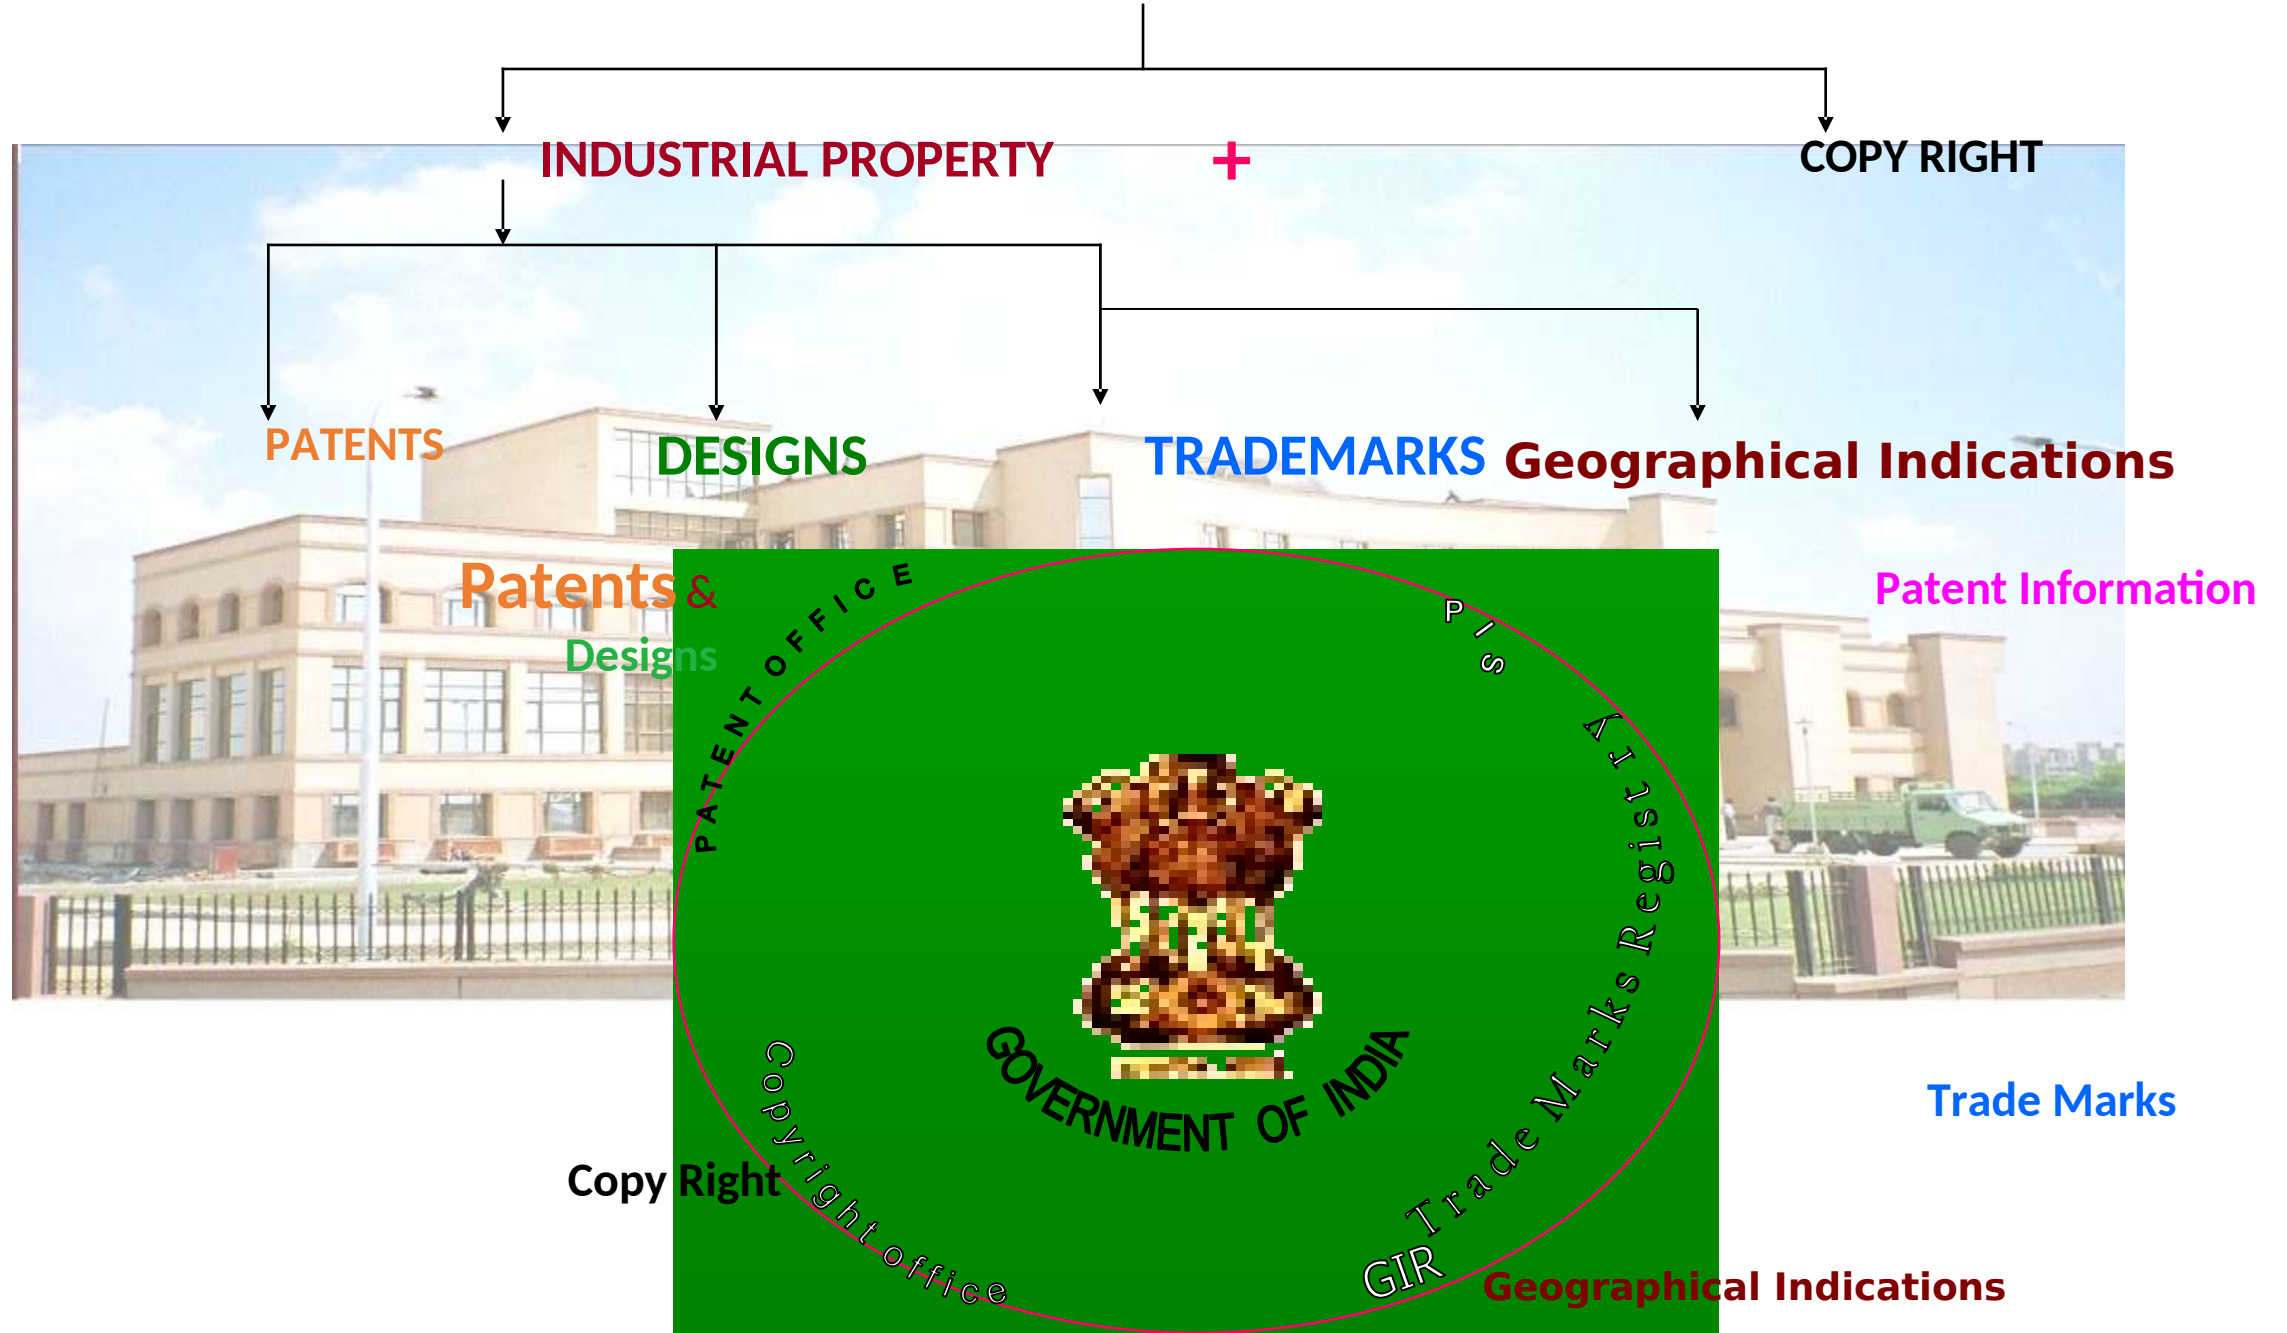 INDUSTRIAL PROPERTY + COPY RIGHT
PATENTS DESIGNS TRADEMARKS Geographical Indications
Patents &
Designs
Patent Information
PATENT OFFICE
PIS
Trade Marks Registry
GOVERNMENT OF INDIA
Trade Marks
Copy Right
Copyright office
GIR
Geographical Indications